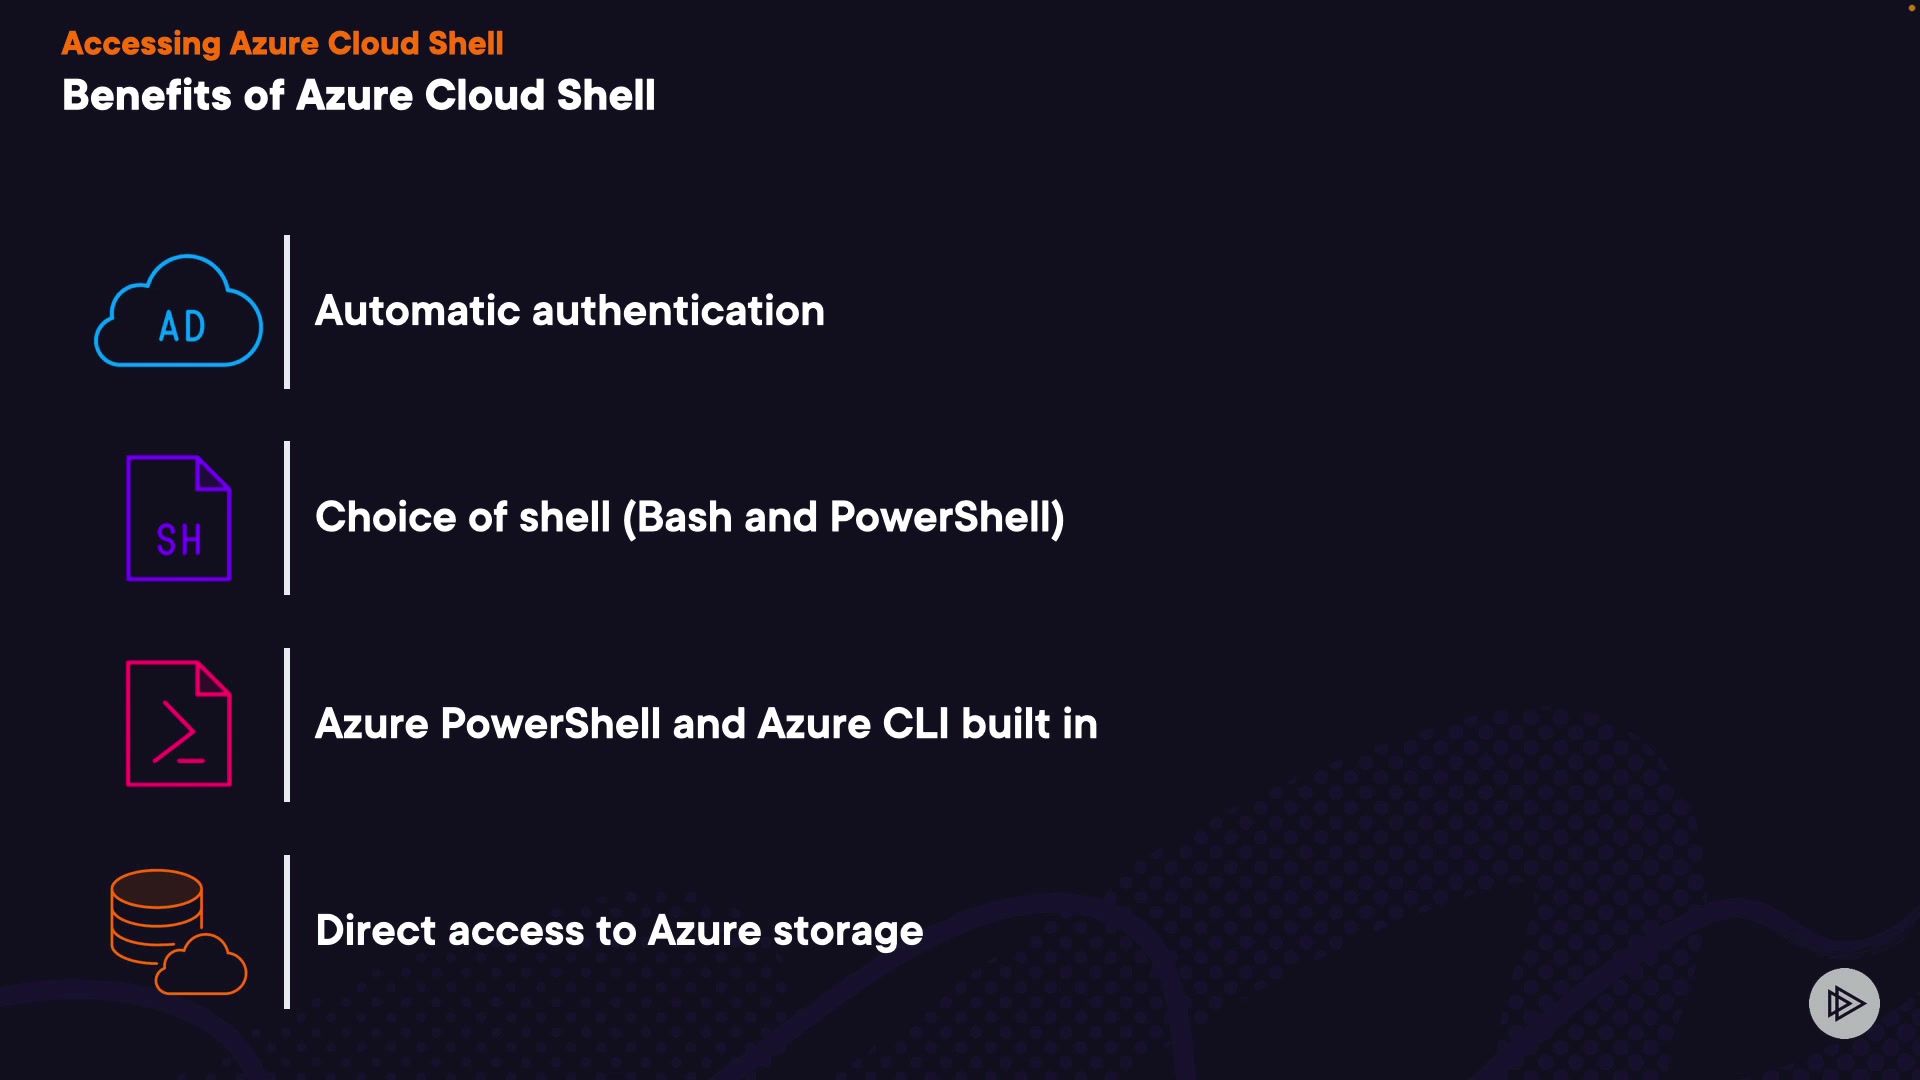 Accessing Azure Cloud Shell
Benefits of Azure Cloud Shell
AD
Automatic authentication
SH
Choice of shell (Bash and PowerShell)
Azure PowerShell and Azure CLI built in
Direct access to Azure storage